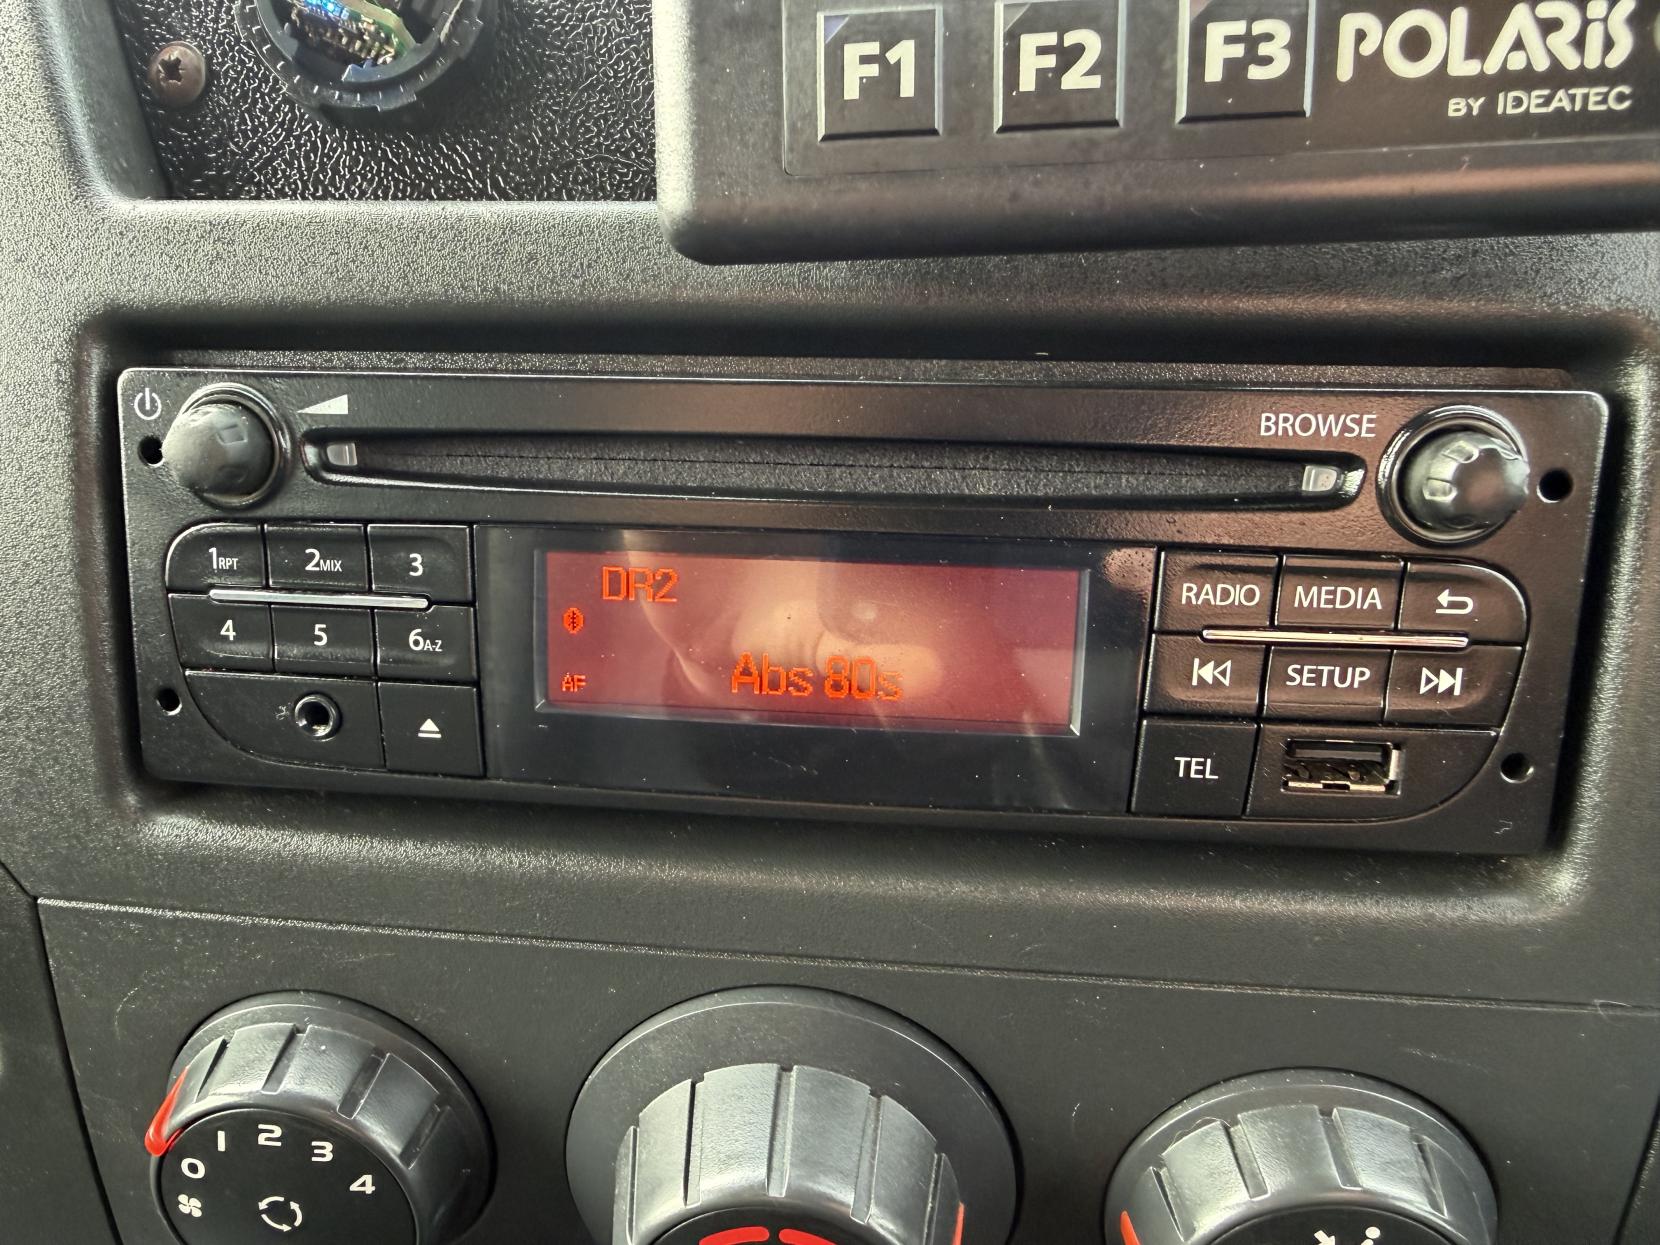 F1 F2 F3 POLARIS
BY IDEATEC
BROWSE
1RPT 2MIX 3
4 5 6A-Z
DR2
AF Abs 80s
RADIO MEDIA
SETUP
TEL
0 1 2 3 4